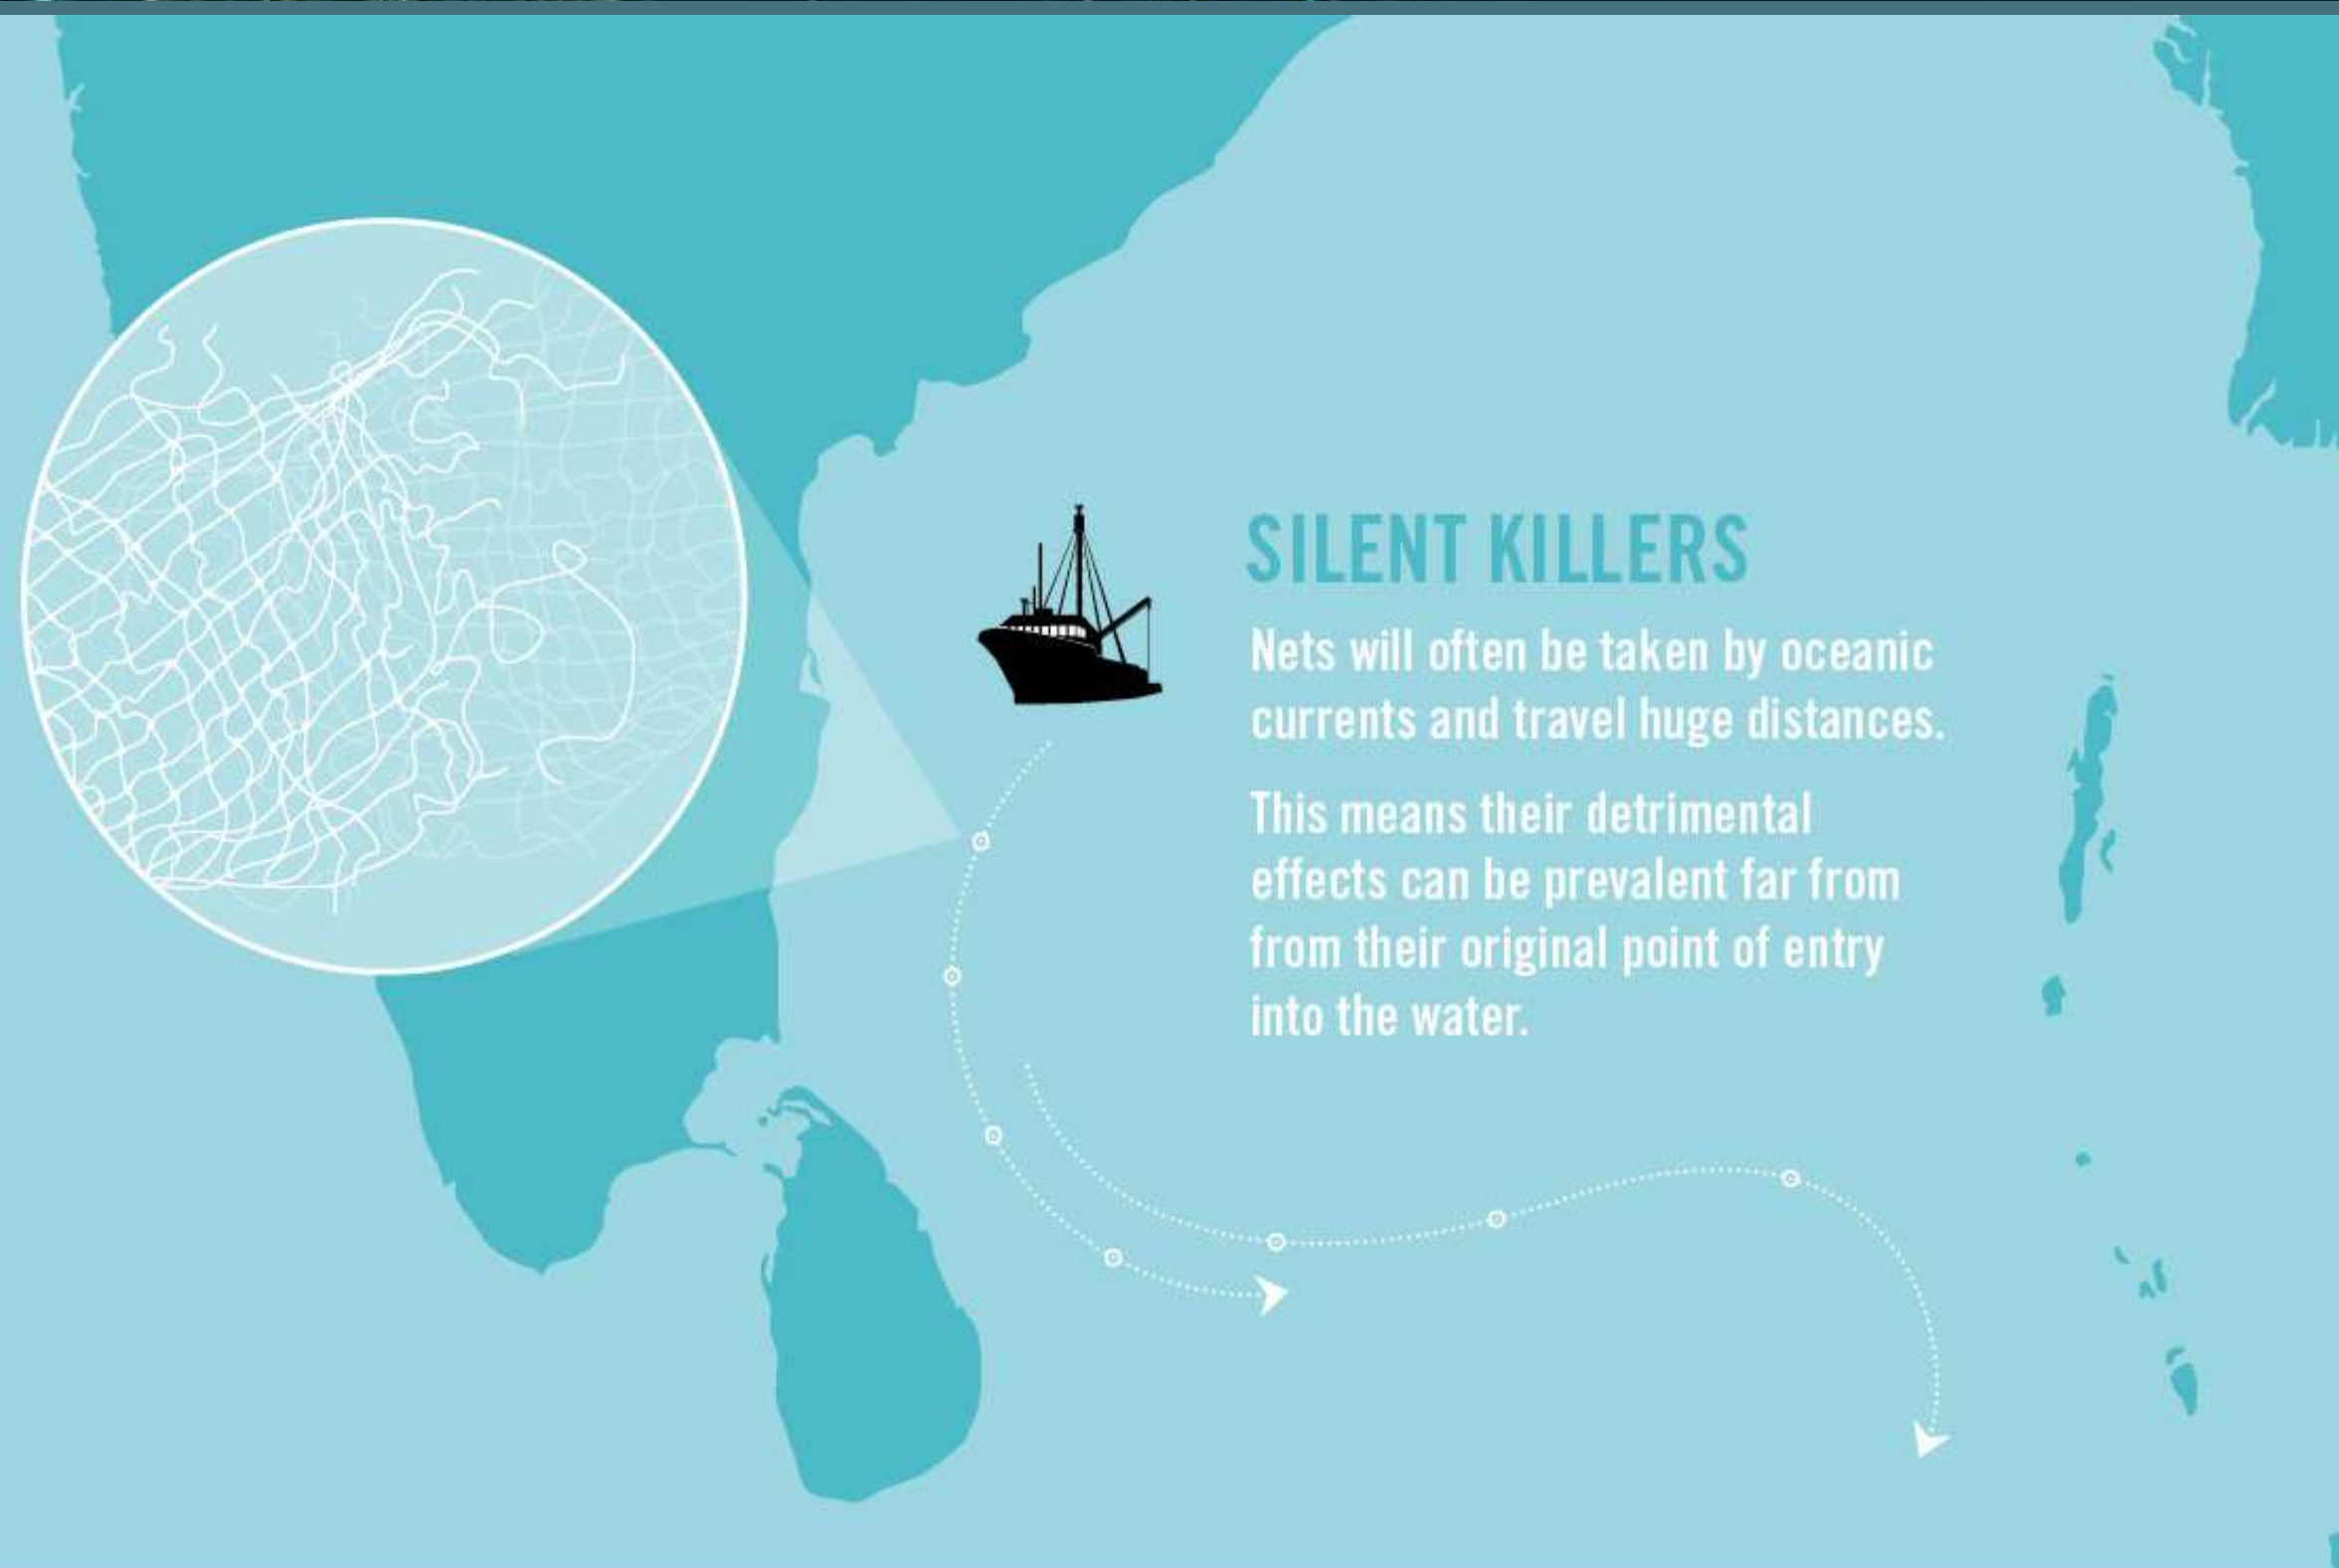 SILENT KILLERS
Nets will often be taken by oceanic
currents and travel huge distances.
This means their detrimental
effects can be prevalent far from
from their original point of entry
into the water.